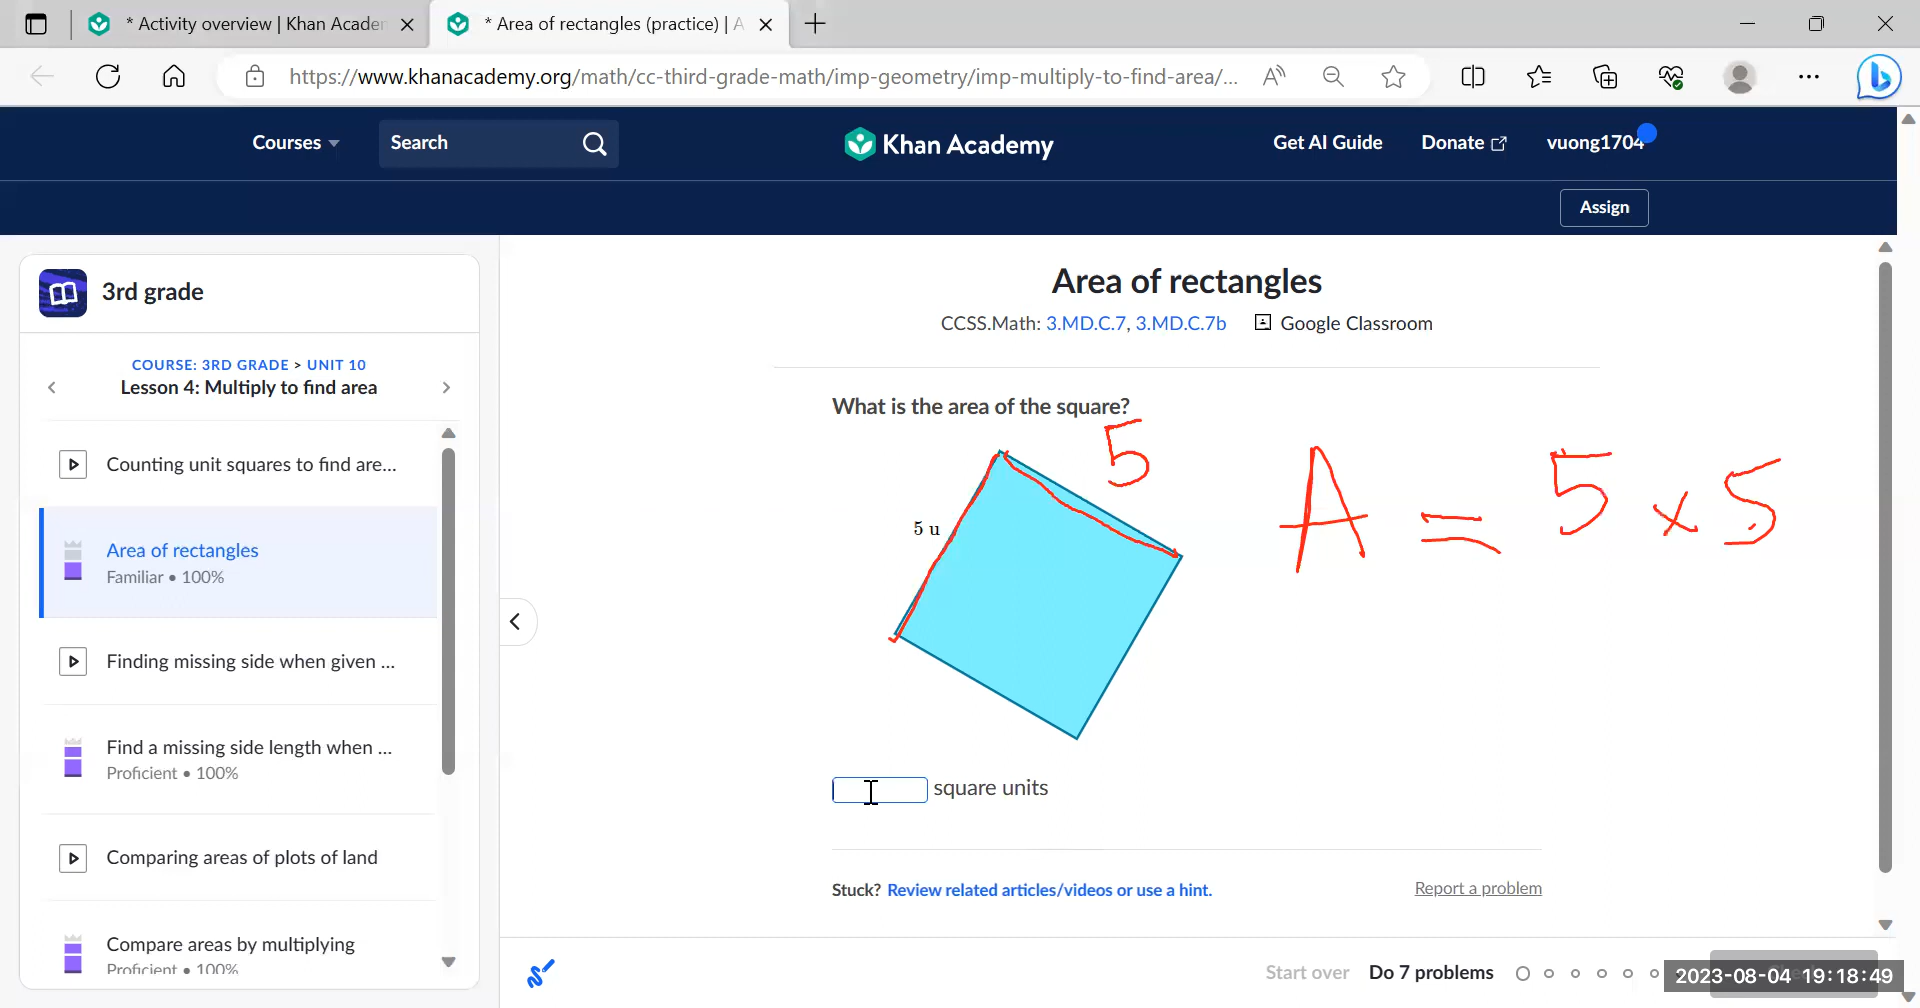 * Activity overview | Khan Acade
* Area of rectangles (practice) | A
https://www.khanacademy.org/math/cc-third-grade-math/imp-geometry/imp-multiply-to-find-area/...
Courses
Search
Khan Academy
Get AI Guide
Donate
vuong1704
Assign
3rd grade
COURSE: 3RD GRADE > UNIT 10
Lesson 4: Multiply to find area
Counting unit squares to find are...
Area of rectangles
Familiar • 100%
Finding missing side when given ...
Find a missing side length when ...
Proficient • 100%
Comparing areas of plots of land
Compare areas by multiplying
Proficient • 100%
Area of rectangles
CCSS.Math: 3.MD.C.7, 3.MD.C.7b Google Classroom
What is the area of the square?
5
A = 5 x 5
5 u
square units
Stuck? Review related articles/videos or use a hint.
Report a problem
Start over Do 7 problems
2023-08-04 19:18:49